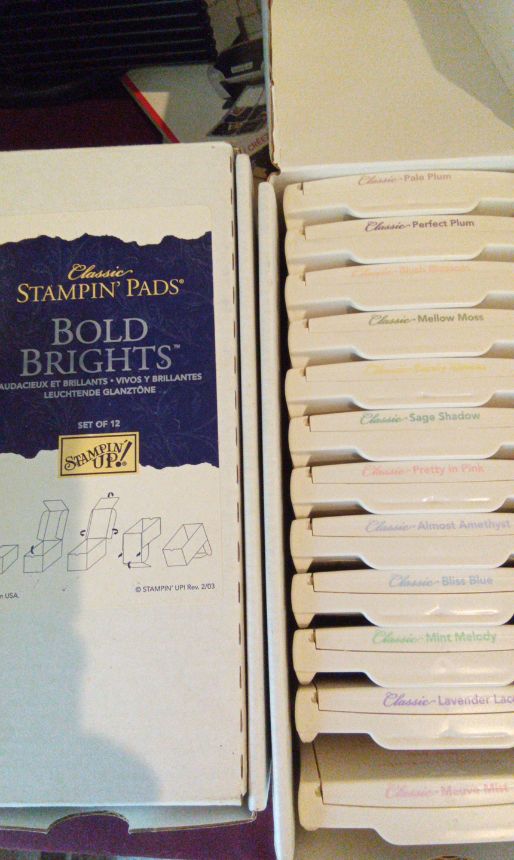 Classic
STAMPIN' PADS®
BOLD
BRIGHTS™
AUDACIEUX ET BRILLANTS • VIVOS Y BRILLANTES
LEUCHTENDE GLANZTÖNE
SET OF 12
STAMPIN'
UP!®
USA.
© STAMPIN' UP! Rev. 2/03
Classic~Pale Plum
Classic~Perfect Plum
Classic~Blush
Classic~Mellow Moss
Classic~Sage Shadow
Classic~Pretty in Pink
Classic~Almost Amethyst
Classic~Bliss Blue
Classic~Mint Melody
Classic~Lavender Lace
Classic~Mauve Mist